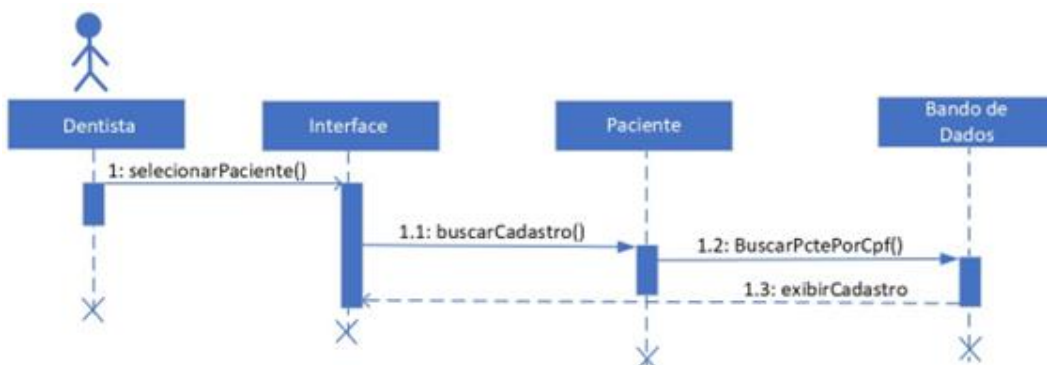 Dentista
Interface
Paciente
Bando de
Dados
1: selecionarPaciente()
1.1: buscarCadastro()
1.2: BuscarPctePorCpf()
1.3: exibirCadastro